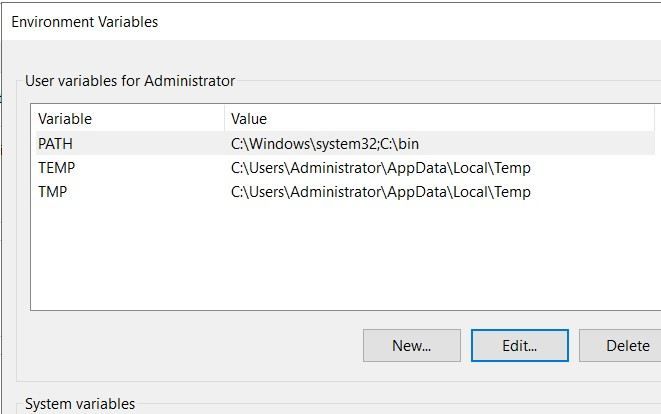 Environment Variables
User variables for Administrator
Variable Value
PATH C:\Windows\system32;C:\bin
TEMP C:\Users\Administrator\AppData\Local\Temp
TMP C:\Users\Administrator\AppData\Local\Temp
New... Edit... Delete
System variables